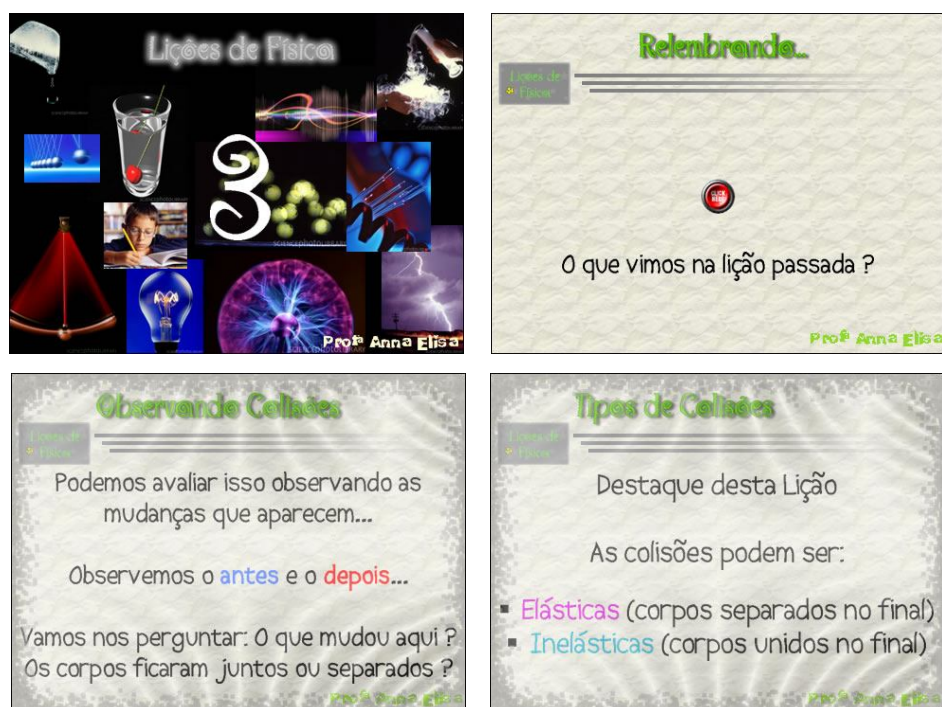 Lições de Física
3
Profª Anna Elisa
Relembrando...
Lições de
Física
CLICK
HERE
O que vimos na lição passada ?
Profª Anna Elisa
Observando Colisões
Lições de
Física
Podemos avaliar isso observando as
mudanças que aparecem...
Observemos o antes e o depois...
Vamos nos perguntar: O que mudou aqui ?
Os corpos ficaram juntos ou separados ?
Profª Anna Elisa
Tipos de Colisões
Lições de
Física
Destaque desta Lição
As colisões podem ser:
▪ Elásticas (corpos separados no final)
▪ Inelásticas (corpos unidos no final)
Profª Anna Elisa